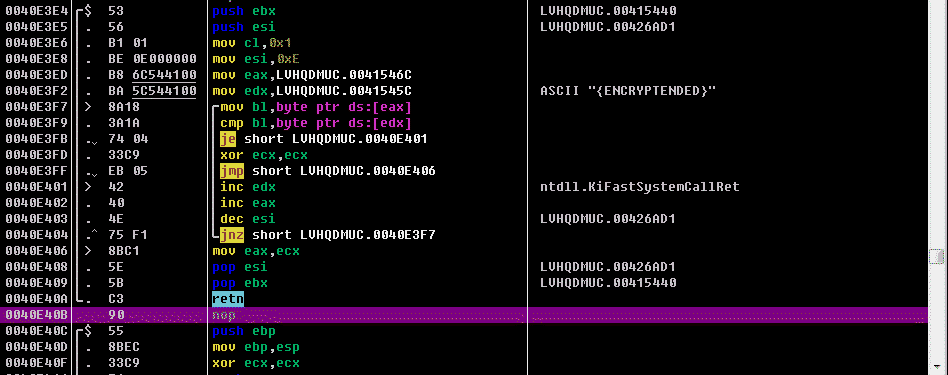 0040E3E4 ┌$ 53 push ebx LVHQDMUC.00415440
0040E3E5 . 56 push esi LVHQDMUC.00426AD1
0040E3E6 . B1 01 mov cl,0x1
0040E3E8 . BE 0E000000 mov esi,0xE
0040E3ED . B8 6C544100 mov eax,LVHQDMUC.0041546C
0040E3F2 . BA 5C544100 mov edx,LVHQDMUC.0041545C ASCII "{ENCRYPTENDED}"
0040E3F7 > 8A18 mov bl,byte ptr ds:[eax]
0040E3F9 . 3A1A cmp bl,byte ptr ds:[edx]
0040E3FB . 74 04 je short LVHQDMUC.0040E401
0040E3FD . 33C9 xor ecx,ecx
0040E3FF . EB 05 jmp short LVHQDMUC.0040E406
0040E401 > 42 inc edx ntdll.KiFastSystemCallRet
0040E402 . 40 inc eax
0040E403 . 4E dec esi LVHQDMUC.00426AD1
0040E404 .^ 75 F1 jnz short LVHQDMUC.0040E3F7
0040E406 > 8BC1 mov eax,ecx
0040E408 . 5E pop esi LVHQDMUC.00426AD1
0040E409 . 5B pop ebx LVHQDMUC.00415440
0040E40A └. C3 retn
0040E40B 90 nop
0040E40C ┌$ 55 push ebp
0040E40D . 8BEC mov ebp,esp
0040E40F . 33C9 xor ecx,ecx